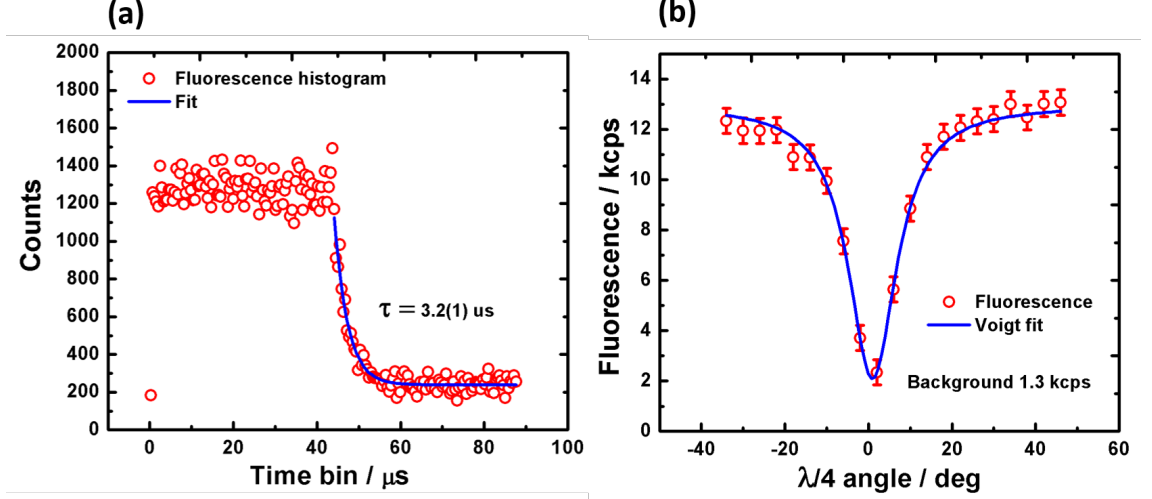 (a)
2000
1800
1600
1400
1200
1000
800
600
400
200
0
Counts
Fluorescence histogram
Fit
τ = 3.2(1) us
0 20 40 60 80 100
Time bin / μs
(b)
14
12
10
8
6
4
2
0
Fluorescence / kcps
Fluorescence
Voigt fit
Background 1.3 kcps
-40 -20 0 20 40 60
λ/4 angle / deg